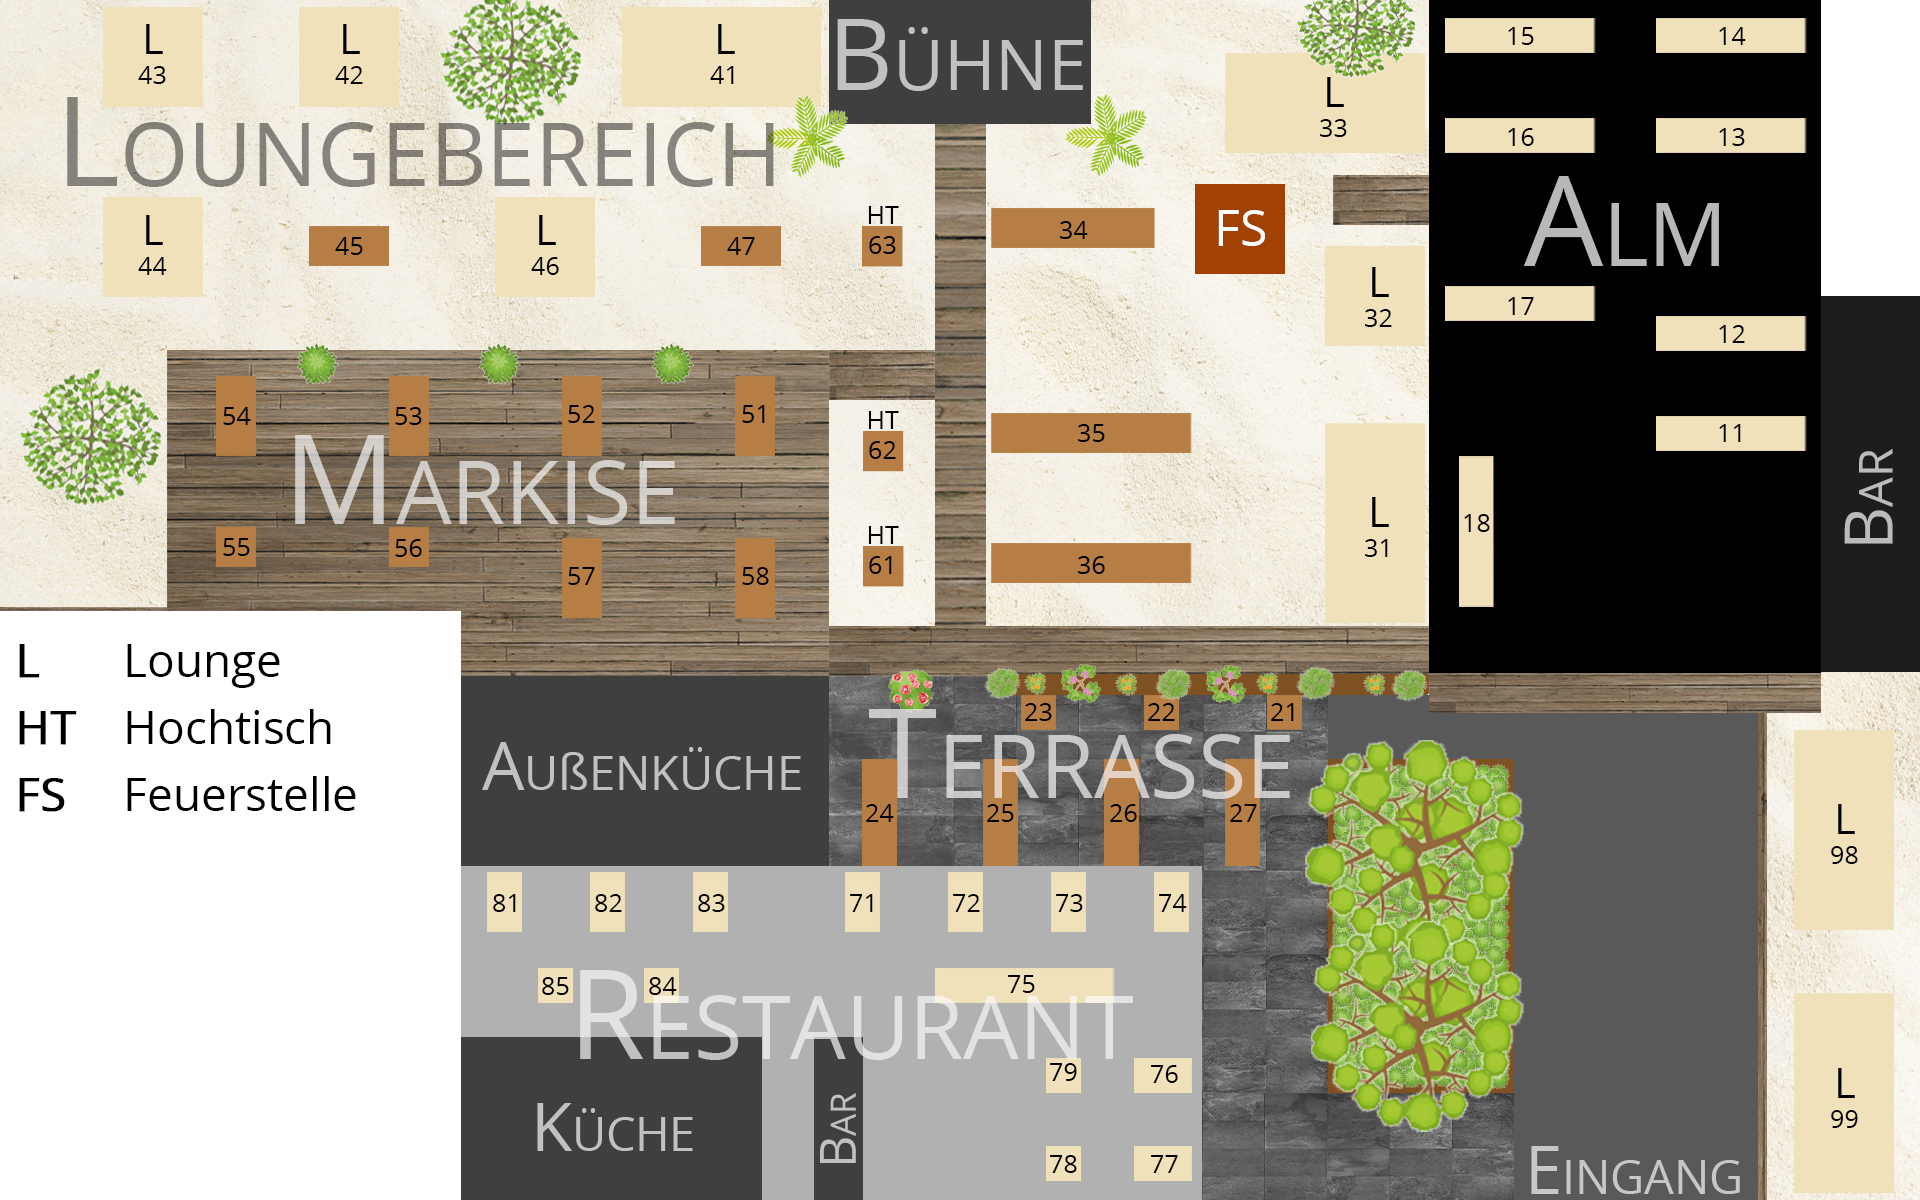 L
43
L
42
L
41
BÜHNE
L
33
15
14
16
13
LOUNGEBEREICH
ALM
L
44
45
L
46
47
HT
63
34
FS
L
32
17
12
11
BAR
54
53
52
51
HT
62
35
MARKISE
L
31
18
55
56
57
58
HT
61
36
L Lounge
HT Hochtisch
FS Feuerstelle
AUßENKÜCHE
23
22
21
TERRASSE
24
25
26
27
L
98
81
82
83
71
72
73
74
85
84
75
RESTAURANT
79
76
KÜCHE
BAR
78
77
L
99
EINGANG